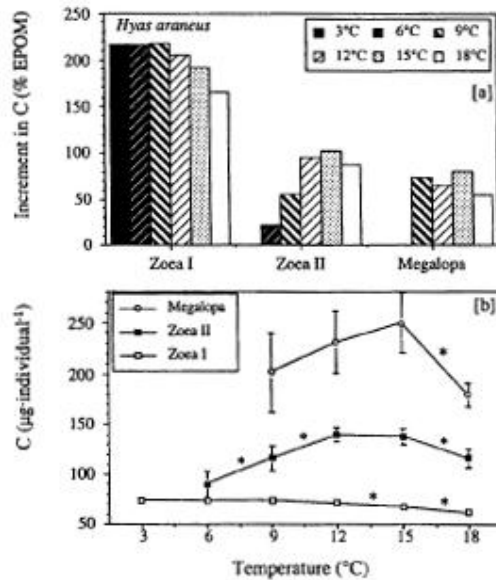 Hyas araneus
3°C 6°C 9°C
12°C 15°C 18°C
[a]
Increment in C (% EPOM)
250
200
150
100
50
0
Zoea I Zoea II Megalopa
[b]
Megalopa
Zoea II
Zoea I
C (µg·individual⁻¹)
250
200
150
100
50
* * * * * *
3 6 9 12 15 18
Temperature (°C)